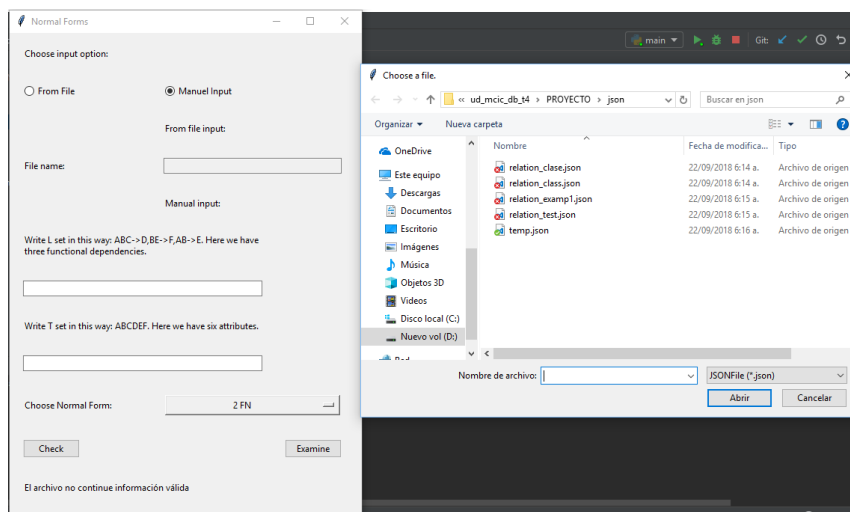 Normal Forms
Choose input option:
From File
Manuel Input
From file input:
File name:
Manual input:
Write L set in this way: ABC->D,BE->F,AB->E. Here we have
three functional dependencies.
Write T set in this way: ABCDEF. Here we have six attributes.
Choose Normal Form:
2 FN
Check
Examine
El archivo no continue información válida
main
Git:
Choose a file.
« ud_mcic_db_t4 > PROYECTO > json
Buscar en json
Organizar
Nueva carpeta
OneDrive
Este equipo
Descargas
Documentos
Escritorio
Imágenes
Música
Objetos 3D
Videos
Disco local (C:)
Nuevo vol (D:)
Nombre
Fecha de modifica...
Tipo
relation_clase.json
22/09/2018 6:14 a.
Archivo de origen
relation_class.json
22/09/2018 6:14 a.
Archivo de origen
relation_examp1.json
22/09/2018 6:15 a.
Archivo de origen
relation_test.json
22/09/2018 6:15 a.
Archivo de origen
temp.json
22/09/2018 6:16 a.
Archivo de origen
Nombre de archivo:
JSONFile (*.json)
Abrir
Cancelar